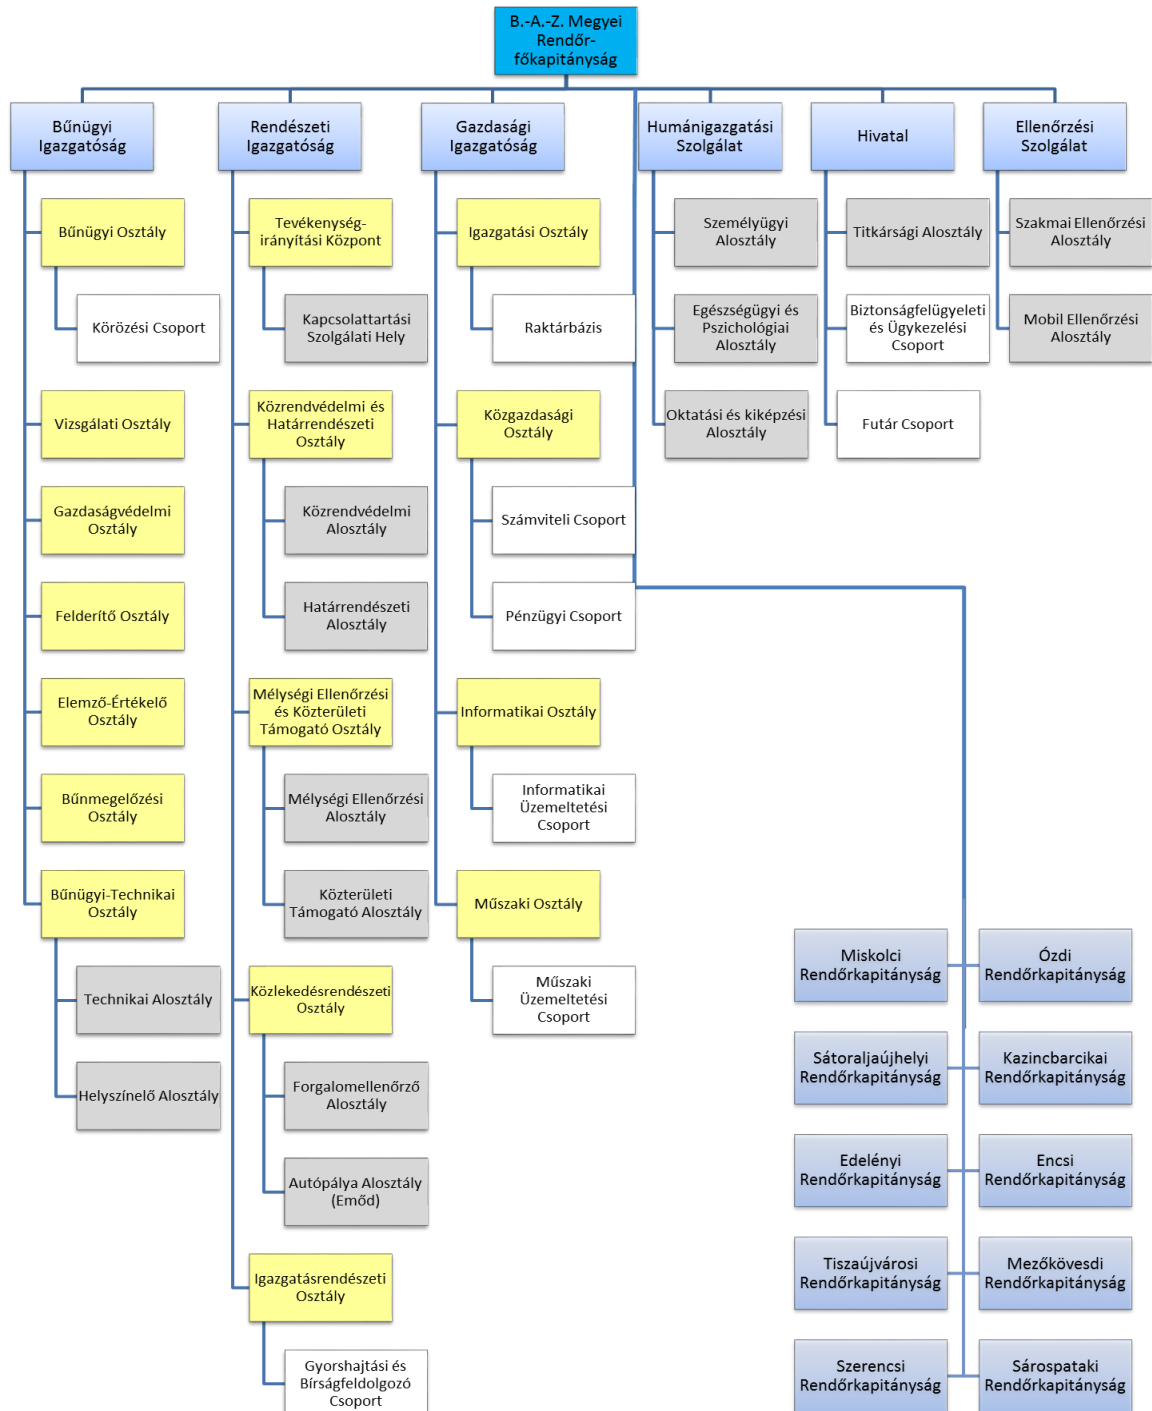 B.-A.-Z. Megyei
Rendőr-
főkapitányság
Bűnügyi
Igazgatóság
Bűnügyi Osztály
Körözési Csoport
Vizsgálati Osztály
Gazdaságvédelmi
Osztály
Felderítő Osztály
Elemző-Értékelő
Osztály
Bűnmegelőzési
Osztály
Bűnügyi-Technikai
Osztály
Technikai Alosztály
Helyszínelő Alosztály
Rendészeti
Igazgatóság
Tevékenység-
irányítási Központ
Kapcsolattartási
Szolgálati Hely
Közrendvédelmi és
Határrendészeti
Osztály
Közrendvédelmi
Alosztály
Határrendészeti
Alosztály
Mélységi Ellenőrzési
és Közterületi
Támogató Osztály
Mélységi Ellenőrzési
Alosztály
Közterületi
Támogató Alosztály
Közlekedésrendészeti
Osztály
Forgalomellenőrző
Alosztály
Autópálya Alosztály
(Emőd)
Igazgatásrendészeti
Osztály
Gyorshajtási és
Bírságfeldolgozó
Csoport
Gazdasági
Igazgatóság
Igazgatási Osztály
Raktárbázis
Közgazdasági
Osztály
Számviteli Csoport
Pénzügyi Csoport
Informatikai Osztály
Informatikai
Üzemeltetési
Csoport
Műszaki Osztály
Műszaki
Üzemeltetési
Csoport
Humánigazgatási
Szolgálat
Személyügyi
Alosztály
Egészségügyi és
Pszichológiai
Alosztály
Oktatási és kiképzési
Alosztály
Hivatal
Titkársági Alosztály
Biztonságfelügyeleti
és Ügykezelési
Csoport
Futár Csoport
Ellenőrzési
Szolgálat
Szakmai Ellenőrzési
Alosztály
Mobil Ellenőrzési
Alosztály
Miskolci
Rendőrkapitányság
Ózdi
Rendőrkapitányság
Sátoraljaújhelyi
Rendőrkapitányság
Kazincbarcikai
Rendőrkapitányság
Edelényi
Rendőrkapitányság
Encsi
Rendőrkapitányság
Tiszaújvárosi
Rendőrkapitányság
Mezőkövesdi
Rendőrkapitányság
Szerencsi
Rendőrkapitányság
Sárospataki
Rendőrkapitányság